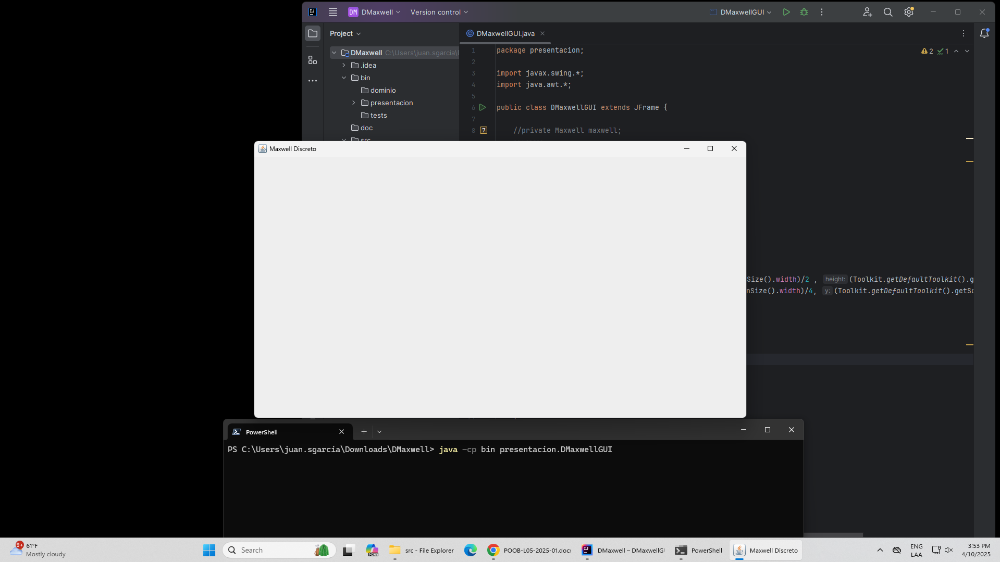 DM DMaxwell Version control DMaxwellGUI
Project
DMaxwellGUI.java
DMaxwell C:\Users\juan.sgarcia\
.idea
bin
dominio
presentacion
tests
doc
src
2 1
1 package presentacion;
2
3 import javax.swing.*;
4 import java.awt.*;
5
6 public class DMaxwellGUI extends JFrame {
7
8 //private Maxwell maxwell;
Maxwell Discreto
Size().width)/2 , height: (Toolkit.getDefaultToolkit().g
nSize().width)/4, y: (Toolkit.getDefaultToolkit().getSc
PowerShell
PS C:\Users\juan.sgarcia\Downloads\DMaxwell> java -cp bin presentacion.DMaxwellGUI
9+
61°F
Mostly cloudy
Search
M365
src - File Explorer
POOB-L05-2025-01.docx
DMaxwell – DMaxwellGU
PowerShell
Maxwell Discreto
ENG
LAA
3:53 PM
4/10/2025